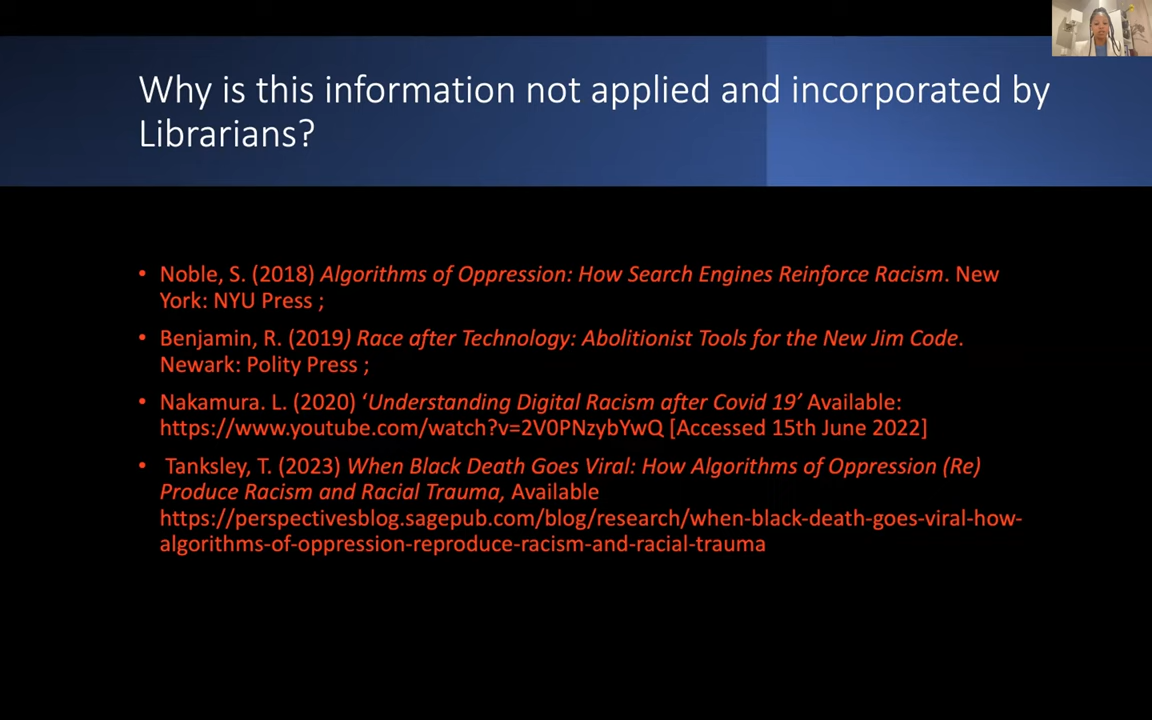 Why is this information not applied and incorporated by
Librarians?
• Noble, S. (2018) Algorithms of Oppression: How Search Engines Reinforce Racism. New
York: NYU Press ;
• Benjamin, R. (2019) Race after Technology: Abolitionist Tools for the New Jim Code.
Newark: Polity Press ;
• Nakamura. L. (2020) ‘Understanding Digital Racism after Covid 19’ Available:
https://www.youtube.com/watch?v=2V0PNzybYwQ [Accessed 15th June 2022]
• Tanksley, T. (2023) When Black Death Goes Viral: How Algorithms of Oppression (Re)
Produce Racism and Racial Trauma, Available
https://perspectivesblog.sagepub.com/blog/research/when-black-death-goes-viral-how-
algorithms-of-oppression-reproduce-racism-and-racial-trauma